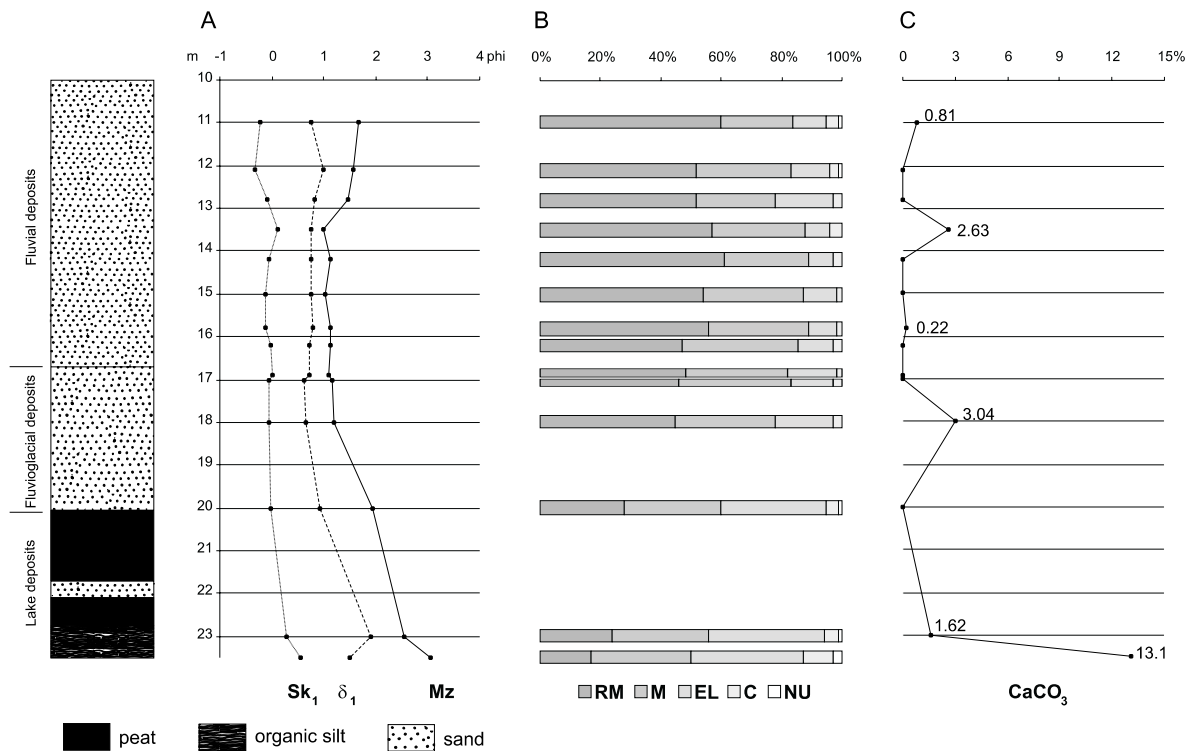 A
B
C
m -1 0 1 2 3 4 phi
0% 20% 40% 60% 80% 100%
0 3 6 9 12 15%
10
11
12
13
14
15
16
17
18
19
20
21
22
23
Fluvial deposits
Fluvioglacial deposits
Lake deposits
0.81
2.63
0.22
3.04
1.62
13.1
Sk₁ δ₁ Mz
RM M EL C NU
CaCO₃
peat organic silt sand